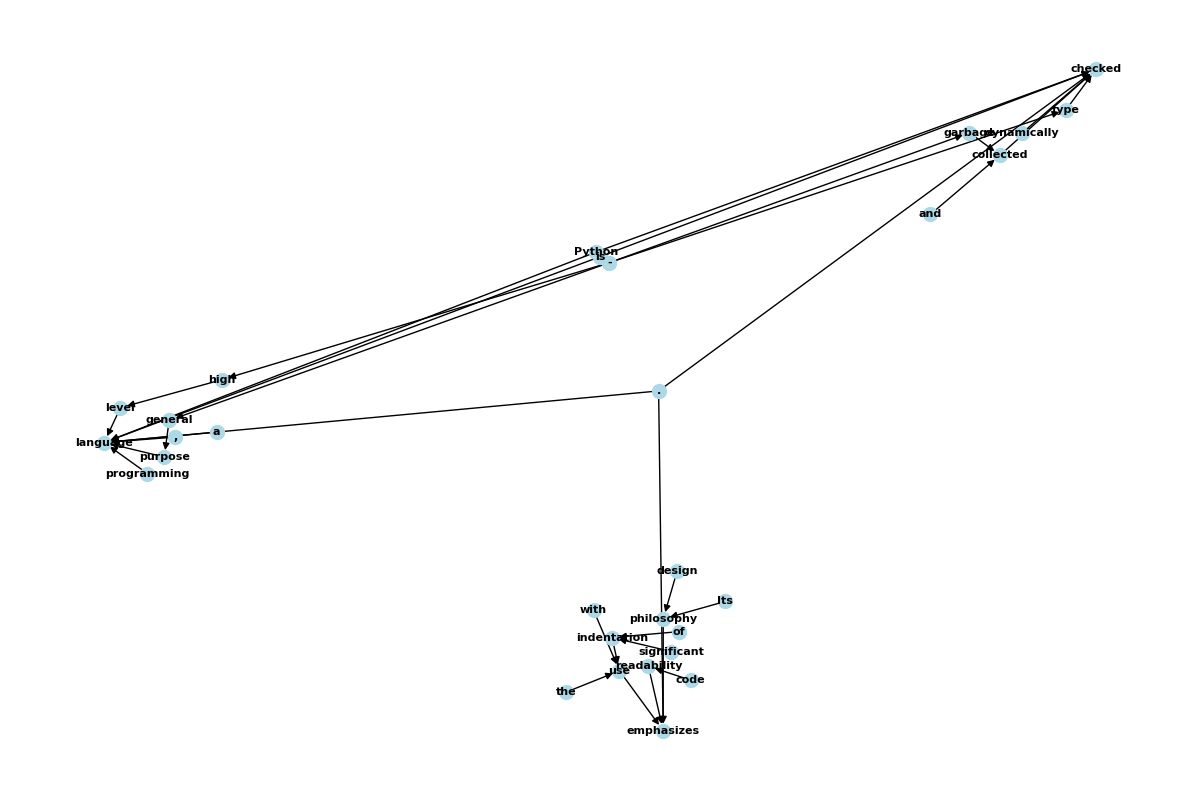 checked
type
garbage
dynamically
collected
and
Python
is
-
high
.
level
general
a
,
language
purpose
programming
design
Its
with
philosophy
of
indentation
significant
readability
use
code
the
emphasizes